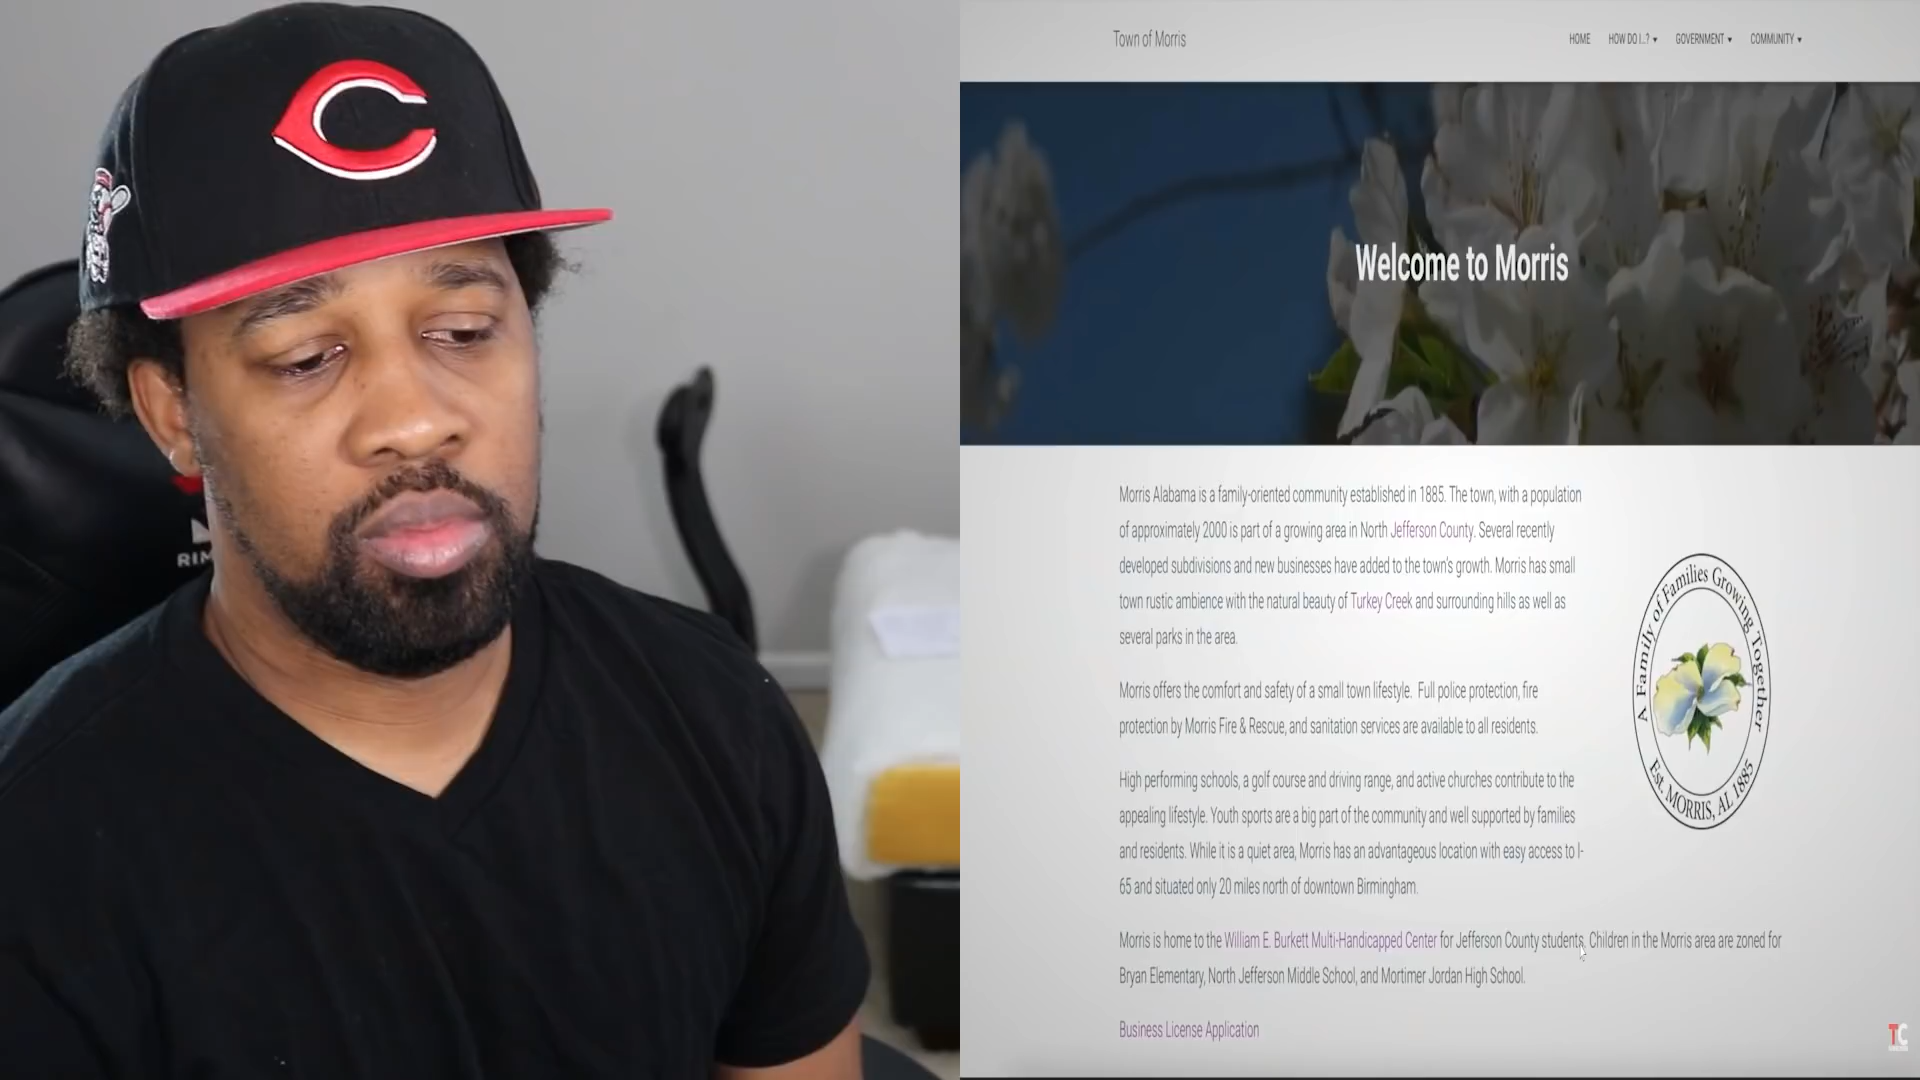 Town of Morris
HOME HOW DO I...? ▾ GOVERNMENT ▾ COMMUNITY ▾
Welcome to Morris
Morris Alabama is a family-oriented community established in 1885. The town, with a population
of approximately 2000 is part of a growing area in North Jefferson County. Several recently
developed subdivisions and new businesses have added to the town's growth. Morris has small
town rustic ambience with the natural beauty of Turkey Creek and surrounding hills as well as
several parks in the area.
Morris offers the comfort and safety of a small town lifestyle. Full police protection, fire
protection by Morris Fire & Rescue, and sanitation services are available to all residents.
High performing schools, a golf course and driving range, and active churches contribute to the
appealing lifestyle. Youth sports are a big part of the community and well supported by families
and residents. While it is a quiet area, Morris has an advantageous location with easy access to I-
65 and situated only 20 miles north of downtown Birmingham.
A Family of Families Growing Together
Est. MORRIS, AL 1885
Morris is home to the William E. Burkett Multi-Handicapped Center for Jefferson County students. Children in the Morris area are zoned for
Bryan Elementary, North Jefferson Middle School, and Mortimer Jordan High School.
Business License Application
C
RIM
TC